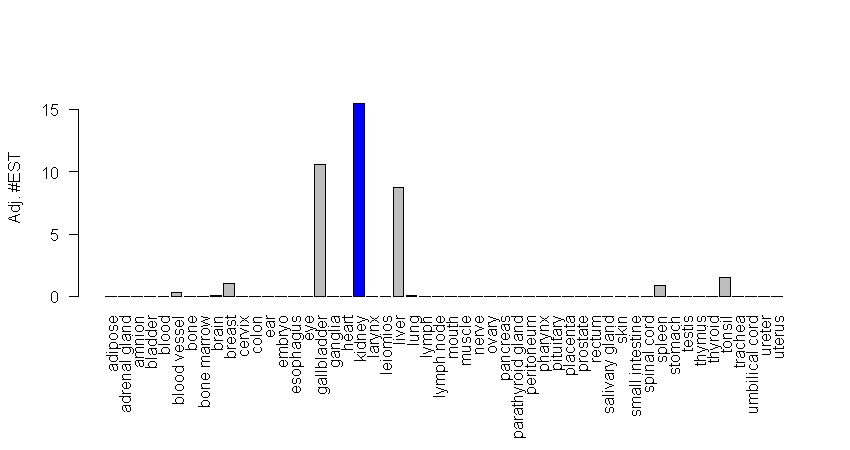 Adj. #EST
15
10
5
0
adipose
adrenal gland
amnion
bladder
blood
blood vessel
bone
bone marrow
brain
breast
cervix
colon
ear
embryo
esophagus
eye
gallbladder
ganglia
heart
kidney
larynx
leiomios
liver
lung
lymph
lymph node
mouth
muscle
nerve
ovary
pancreas
parathyroid gland
peritoneum
pharynx
pituitary
placenta
prostate
rectum
salivary gland
skin
small intestine
spinal cord
spleen
stomach
testis
thymus
thyroid
tonsil
trachea
umbilical cord
ureter
uterus